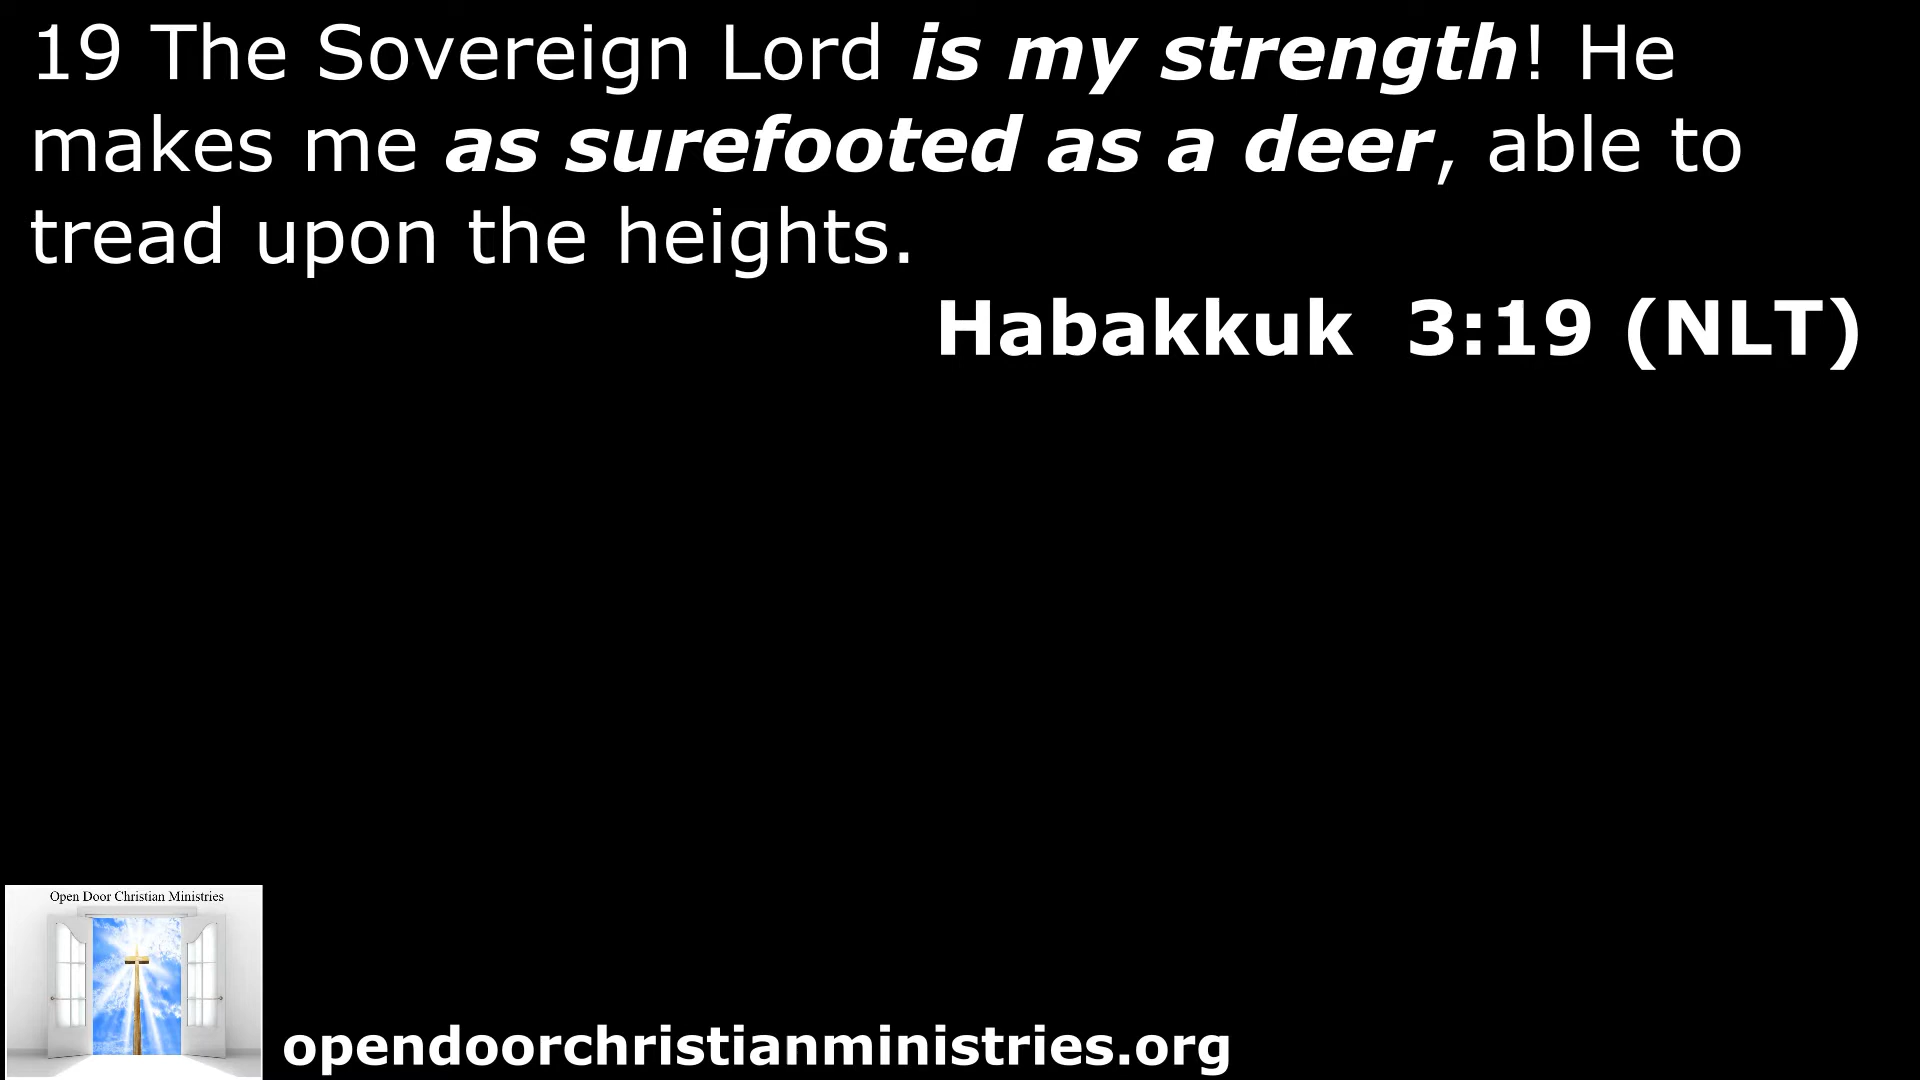 19 The Sovereign Lord is my strength! He
makes me as surefooted as a deer, able to
tread upon the heights.
Habakkuk  3:19 (NLT)
Open Door Christian Ministries
opendoorchristianministries.org